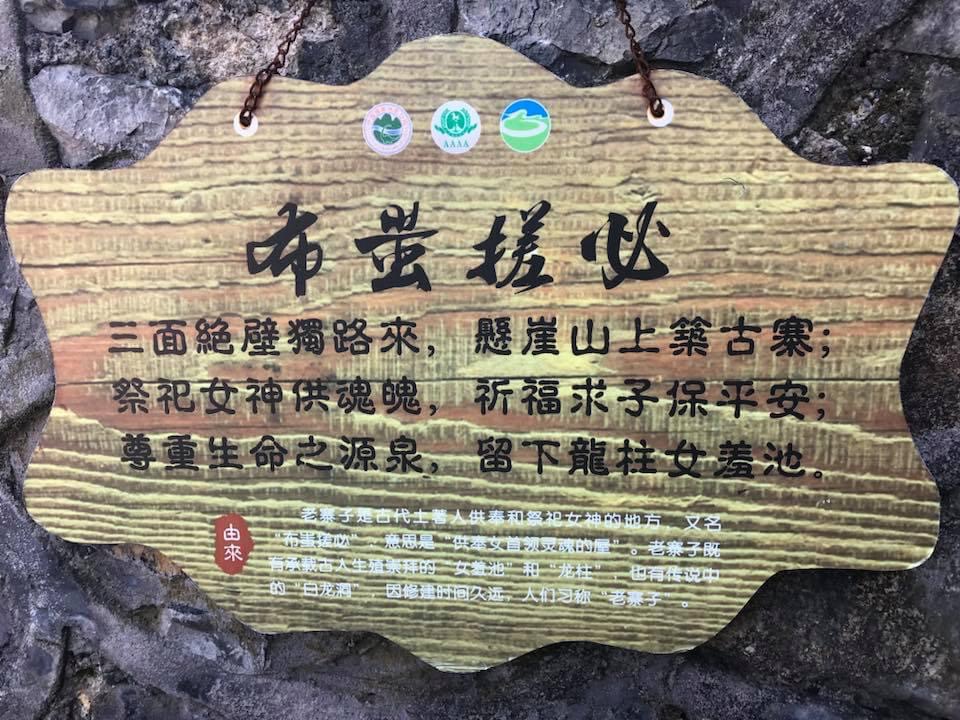 AAAA
布蚩搓必
三面絕壁獨路來，懸崖山上築古寨；
祭祀女神供魂魄，祈福求子保平安；
尊重生命之源泉，留下龍柱女羞池。
由來
老寨子是古代土著人供奉和祭祀女神的地方，又名
“布蚩搓必”，意思是“供奉女首领灵魂的屋”。老寨子既
有承载古人生殖崇拜的“女羞池”和“龙柱”，也有传说中
的“白龙洞”，因修建时间久远，人们习称“老寨子”。